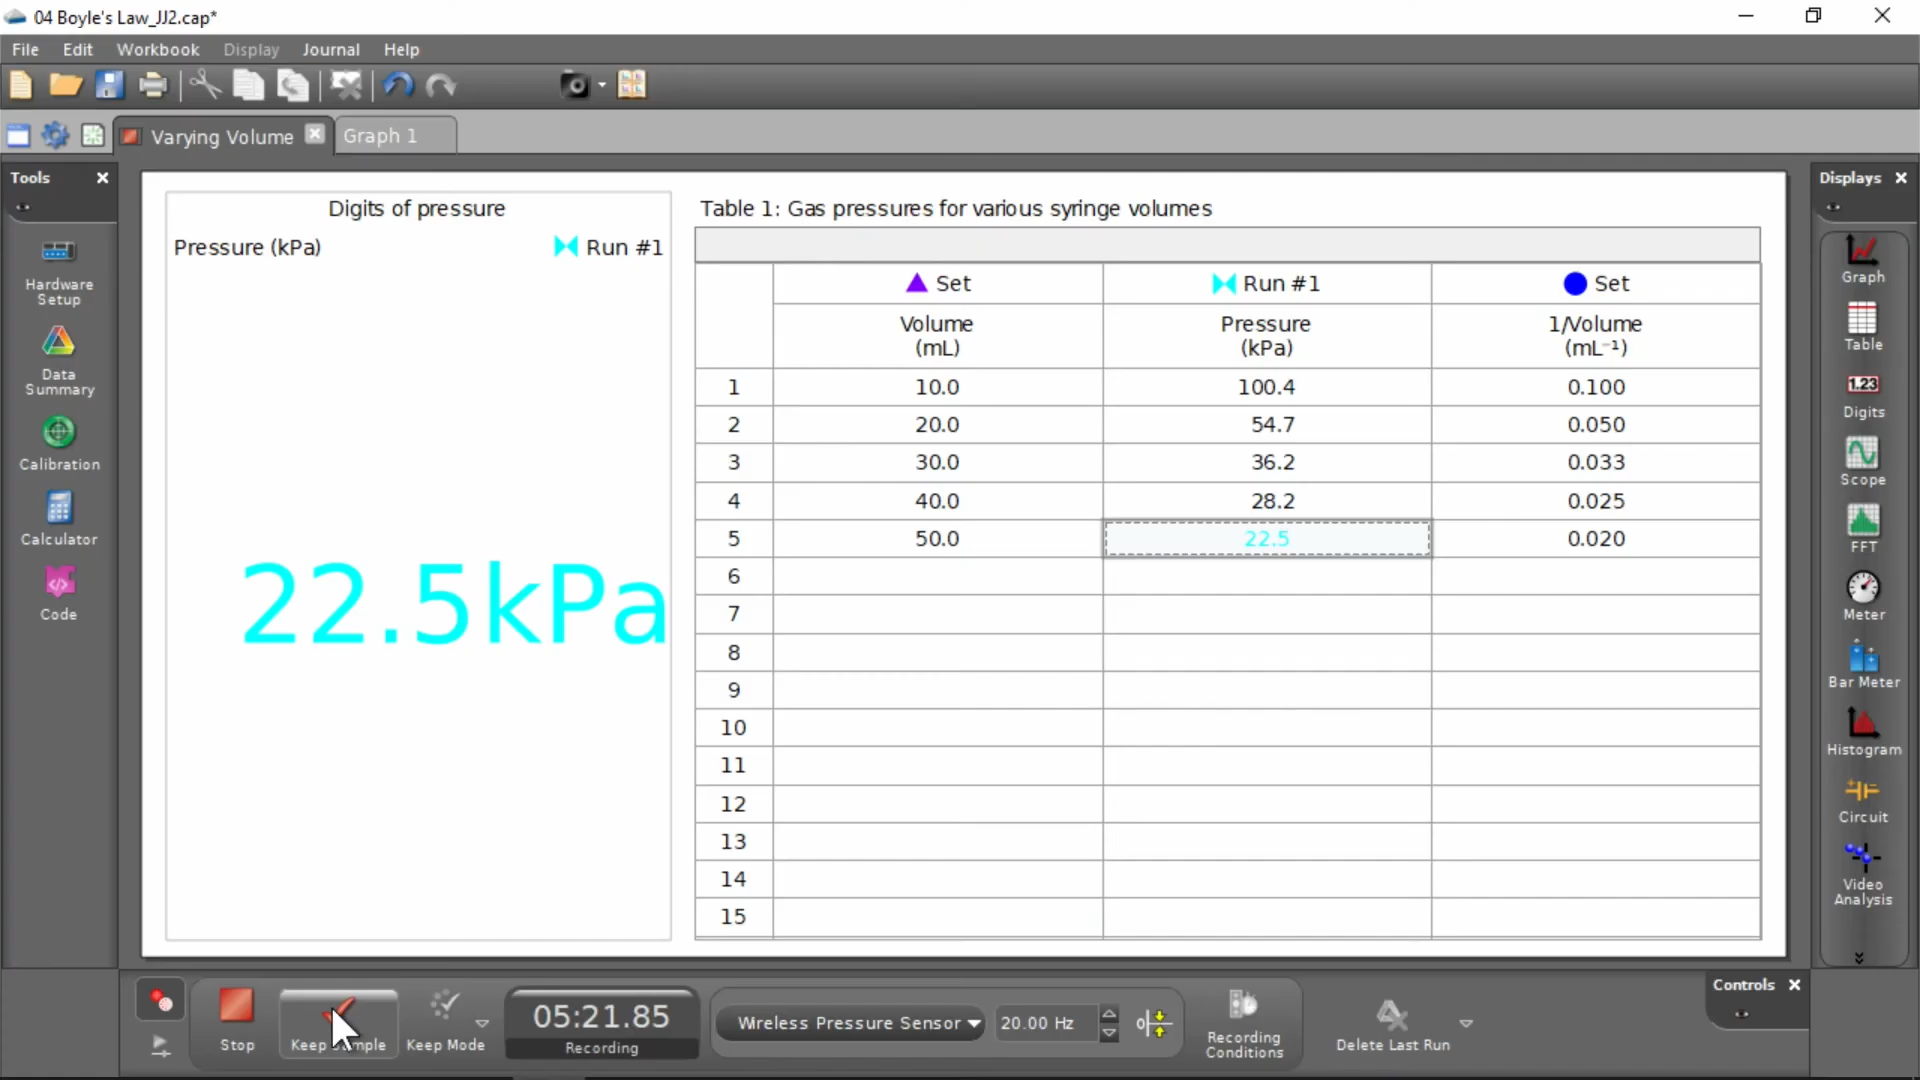 04 Boyle's Law_JJ2.cap*
File Edit Workbook Display Journal Help
Varying Volume Graph 1
Tools
Hardware
Setup
Data
Summary
Calibration
Calculator
Code
Digits of pressure
Pressure (kPa) Run #1
22.5kPa
Table 1: Gas pressures for various syringe volumes
Set Run #1 Set
Volume Pressure 1/Volume
(mL) (kPa) (mL⁻¹)
1 10.0 100.4 0.100
2 20.0 54.7 0.050
3 30.0 36.2 0.033
4 40.0 28.2 0.025
5 50.0 22.5 0.020
6
7
8
9
10
11
12
13
14
15
Displays
Graph
Table
1.23
Digits
Scope
FFT
Meter
Bar Meter
Histogram
Circuit
Video
Analysis
Stop
Keep Sample
Keep Mode
05:21.85
Recording
Wireless Pressure Sensor 20.00 Hz
Recording
Conditions
Delete Last Run
Controls